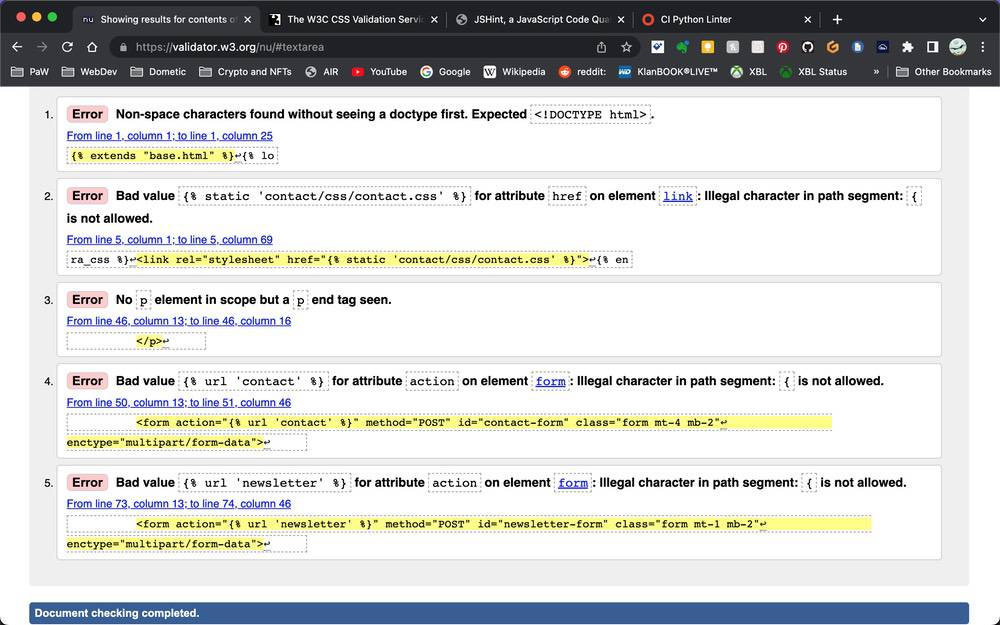 nu Showing results for contents of
The W3C CSS Validation Servi
JSHint, a JavaScript Code Qua
CI Python Linter
https://validator.w3.org/nu/#textarea
PaW WebDev Dometic Crypto and NFTs AIR YouTube Google Wikipedia reddit: KlanBOOK®LIVE™ XBL XBL Status » Other Bookmarks
1. Error Non-space characters found without seeing a doctype first. Expected <!DOCTYPE html>.
From line 1, column 1; to line 1, column 25
{% extends "base.html" %}↩{% lo
2. Error Bad value {% static 'contact/css/contact.css' %} for attribute href on element link: Illegal character in path segment: {
is not allowed.
From line 5, column 1; to line 5, column 69
ra_css %}↩<link rel="stylesheet" href="{% static 'contact/css/contact.css' %}">↩{% en
3. Error No p element in scope but a p end tag seen.
From line 46, column 13; to line 46, column 16
</p>↩
4. Error Bad value {% url 'contact' %} for attribute action on element form: Illegal character in path segment: { is not allowed.
From line 50, column 13; to line 51, column 46
<form action="{% url 'contact' %}" method="POST" id="contact-form" class="form mt-4 mb-2"↩
enctype="multipart/form-data">↩
5. Error Bad value {% url 'newsletter' %} for attribute action on element form: Illegal character in path segment: { is not allowed.
From line 73, column 13; to line 74, column 46
<form action="{% url 'newsletter' %}" method="POST" id="newsletter-form" class="form mt-1 mb-2"↩
enctype="multipart/form-data">↩
Document checking completed.